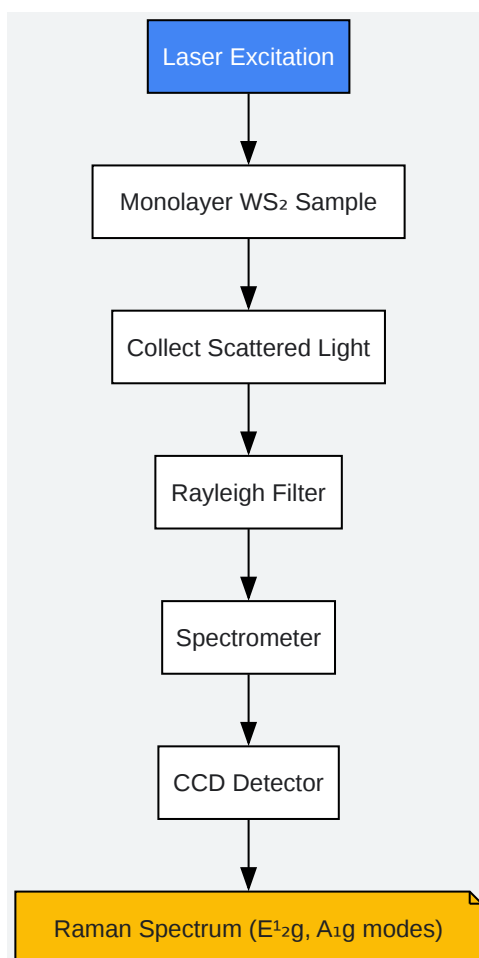 Laser Excitation
Monolayer WS₂ Sample
Collect Scattered Light
Rayleigh Filter
Spectrometer
CCD Detector
Raman Spectrum (E¹₂g, A₁g modes)